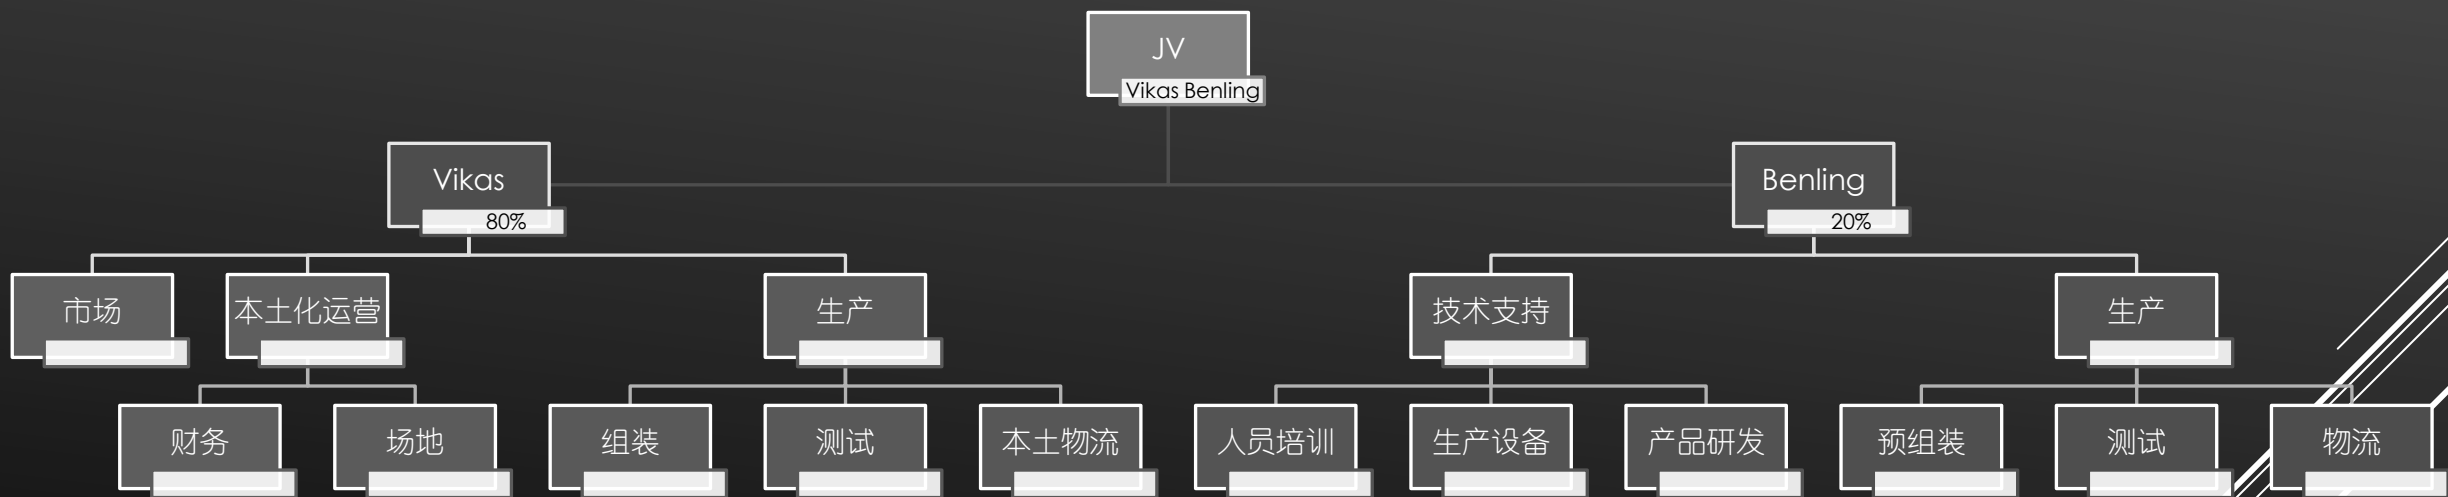 JV
Vikas Benling
Vikas
80%
Benling
20%
市场
本土化运营
生产
技术支持
生产
财务
场地
组装
测试
本土物流
人员培训
生产设备
产品研发
预组装
测试
物流